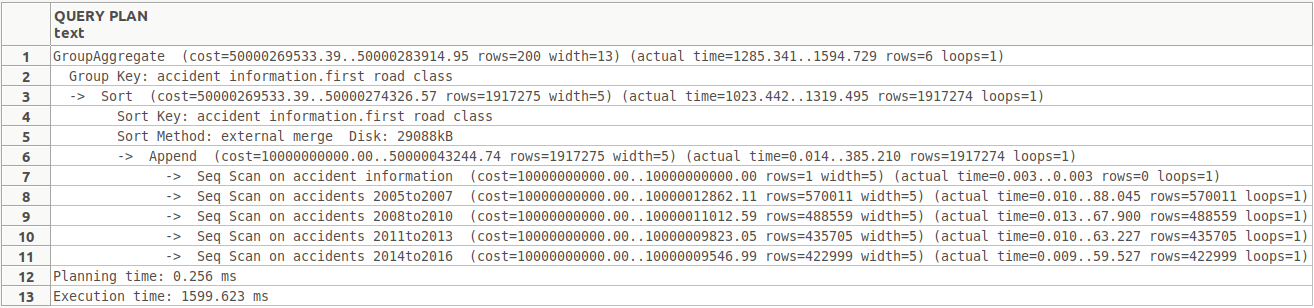 QUERY PLAN
text
1 GroupAggregate (cost=50000269533.39..50000283914.95 rows=200 width=13) (actual time=1285.341..1594.729 rows=6 loops=1)
2 Group Key: accident information.first road class
3 -> Sort (cost=50000269533.39..50000274326.57 rows=1917275 width=5) (actual time=1023.442..1319.495 rows=1917274 loops=1)
4 Sort Key: accident information.first road class
5 Sort Method: external merge Disk: 29088kB
6 -> Append (cost=10000000000.00..50000043244.74 rows=1917275 width=5) (actual time=0.014..385.210 rows=1917274 loops=1)
7 -> Seq Scan on accident information (cost=10000000000.00..10000000000.00 rows=1 width=5) (actual time=0.003..0.003 rows=0 loops=1)
8 -> Seq Scan on accidents 2005to2007 (cost=10000000000.00..10000012862.11 rows=570011 width=5) (actual time=0.010..88.045 rows=570011 loops=1)
9 -> Seq Scan on accidents 2008to2010 (cost=10000000000.00..10000011012.59 rows=488559 width=5) (actual time=0.013..67.900 rows=488559 loops=1)
10 -> Seq Scan on accidents 2011to2013 (cost=10000000000.00..10000009823.05 rows=435705 width=5) (actual time=0.010..63.227 rows=435705 loops=1)
11 -> Seq Scan on accidents 2014to2016 (cost=10000000000.00..10000009546.99 rows=422999 width=5) (actual time=0.009..59.527 rows=422999 loops=1)
12 Planning time: 0.256 ms
13 Execution time: 1599.623 ms